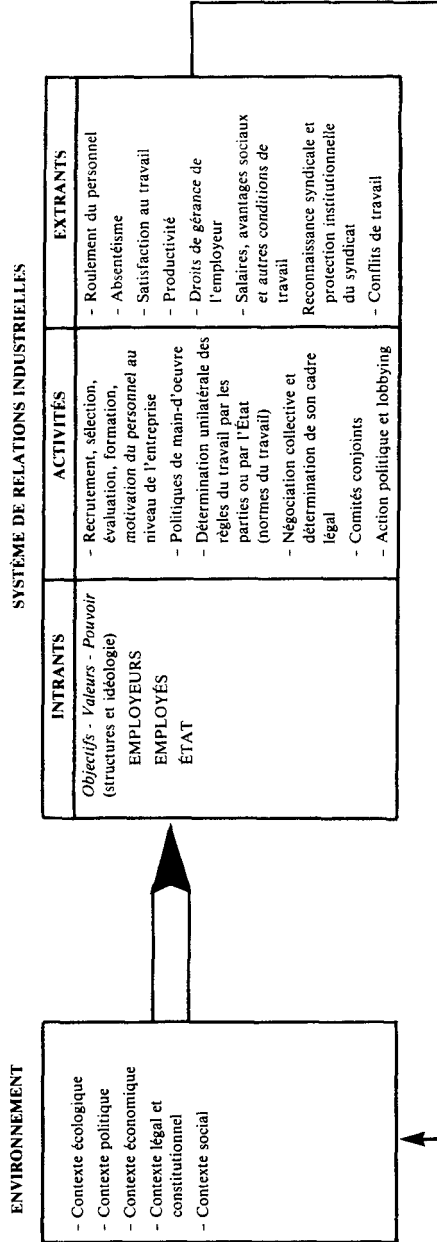 ENVIRONNEMENT
- Contexte écologique
- Contexte politique
- Contexte économique
- Contexte légal et
constitutionnel
- Contexte social
SYSTÈME DE RELATIONS INDUSTRIELLES
INTRANTS
Objectifs - Valeurs - Pouvoir
(structures et idéologie)
EMPLOYEURS
EMPLOYÉS
ÉTAT
ACTIVITÉS
- Recrutement, sélection,
évaluation, formation,
motivation du personnel au
niveau de l'entreprise
- Politiques de main-d'oeuvre
- Détermination unilatérale des
règles du travail par les
parties ou par l'État
(normes du travail)
- Négociation collective et
détermination de son cadre
légal
- Comités conjoints
- Action politique et lobbying
EXTRANTS
- Roulement du personnel
- Absentéisme
- Satisfaction au travail
- Productivité
- Droits de gérance de
l'employeur
- Salaires, avantages sociaux
et autres conditions de
travail
Reconnaissance syndicale et
protection institutionnelle
du syndicat
- Conflits de travail